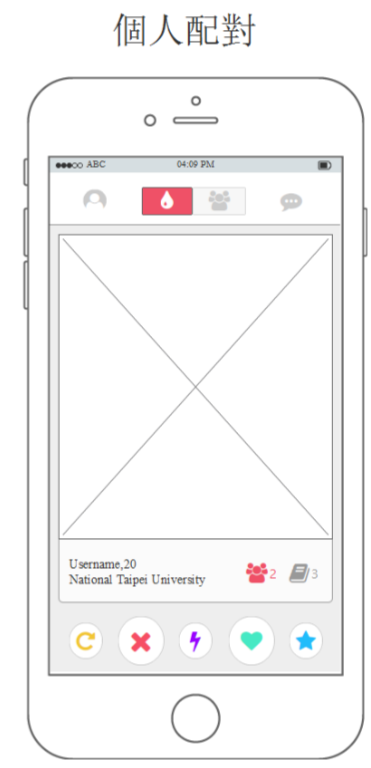 個人配對
ABC 04:09 PM
Username,20
National Taipei University
2 3